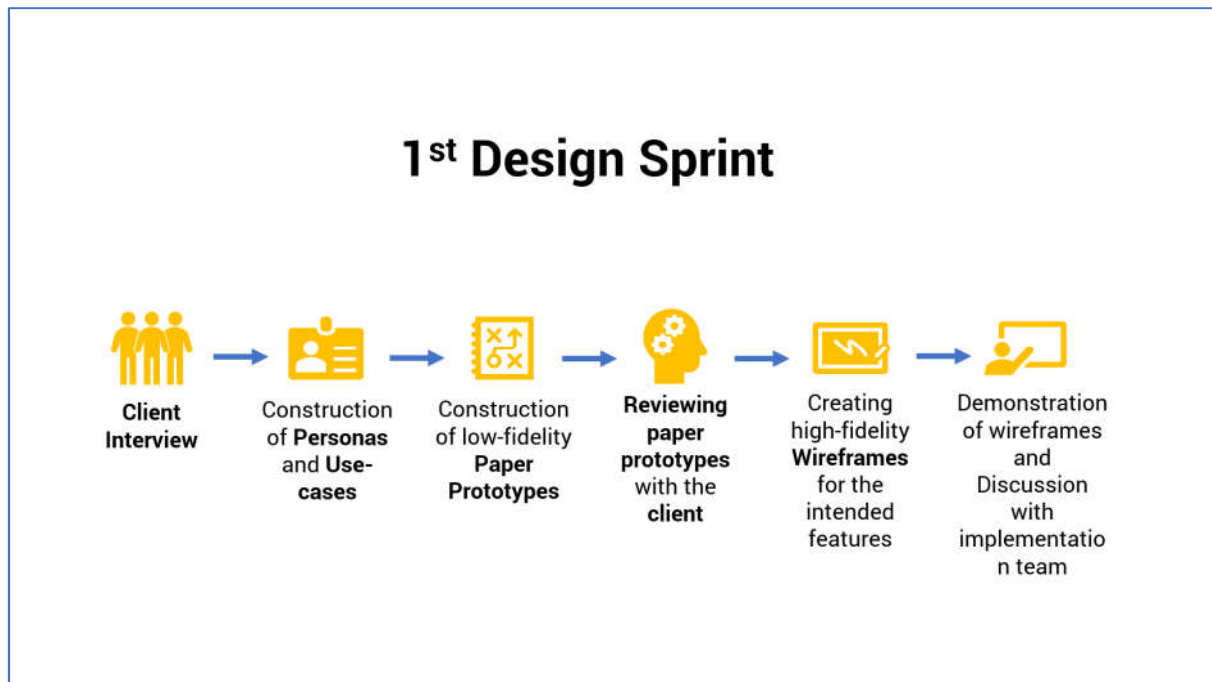 1st Design Sprint
Client
Interview
Construction
of Personas
and Use-
cases
Construction
of low-fidelity
Paper
Prototypes
Reviewing
paper
prototypes
with the
client
Creating
high-fidelity
Wireframes
for the
intended
features
Demonstration
of wireframes
and
Discussion
with
implementatio
n team